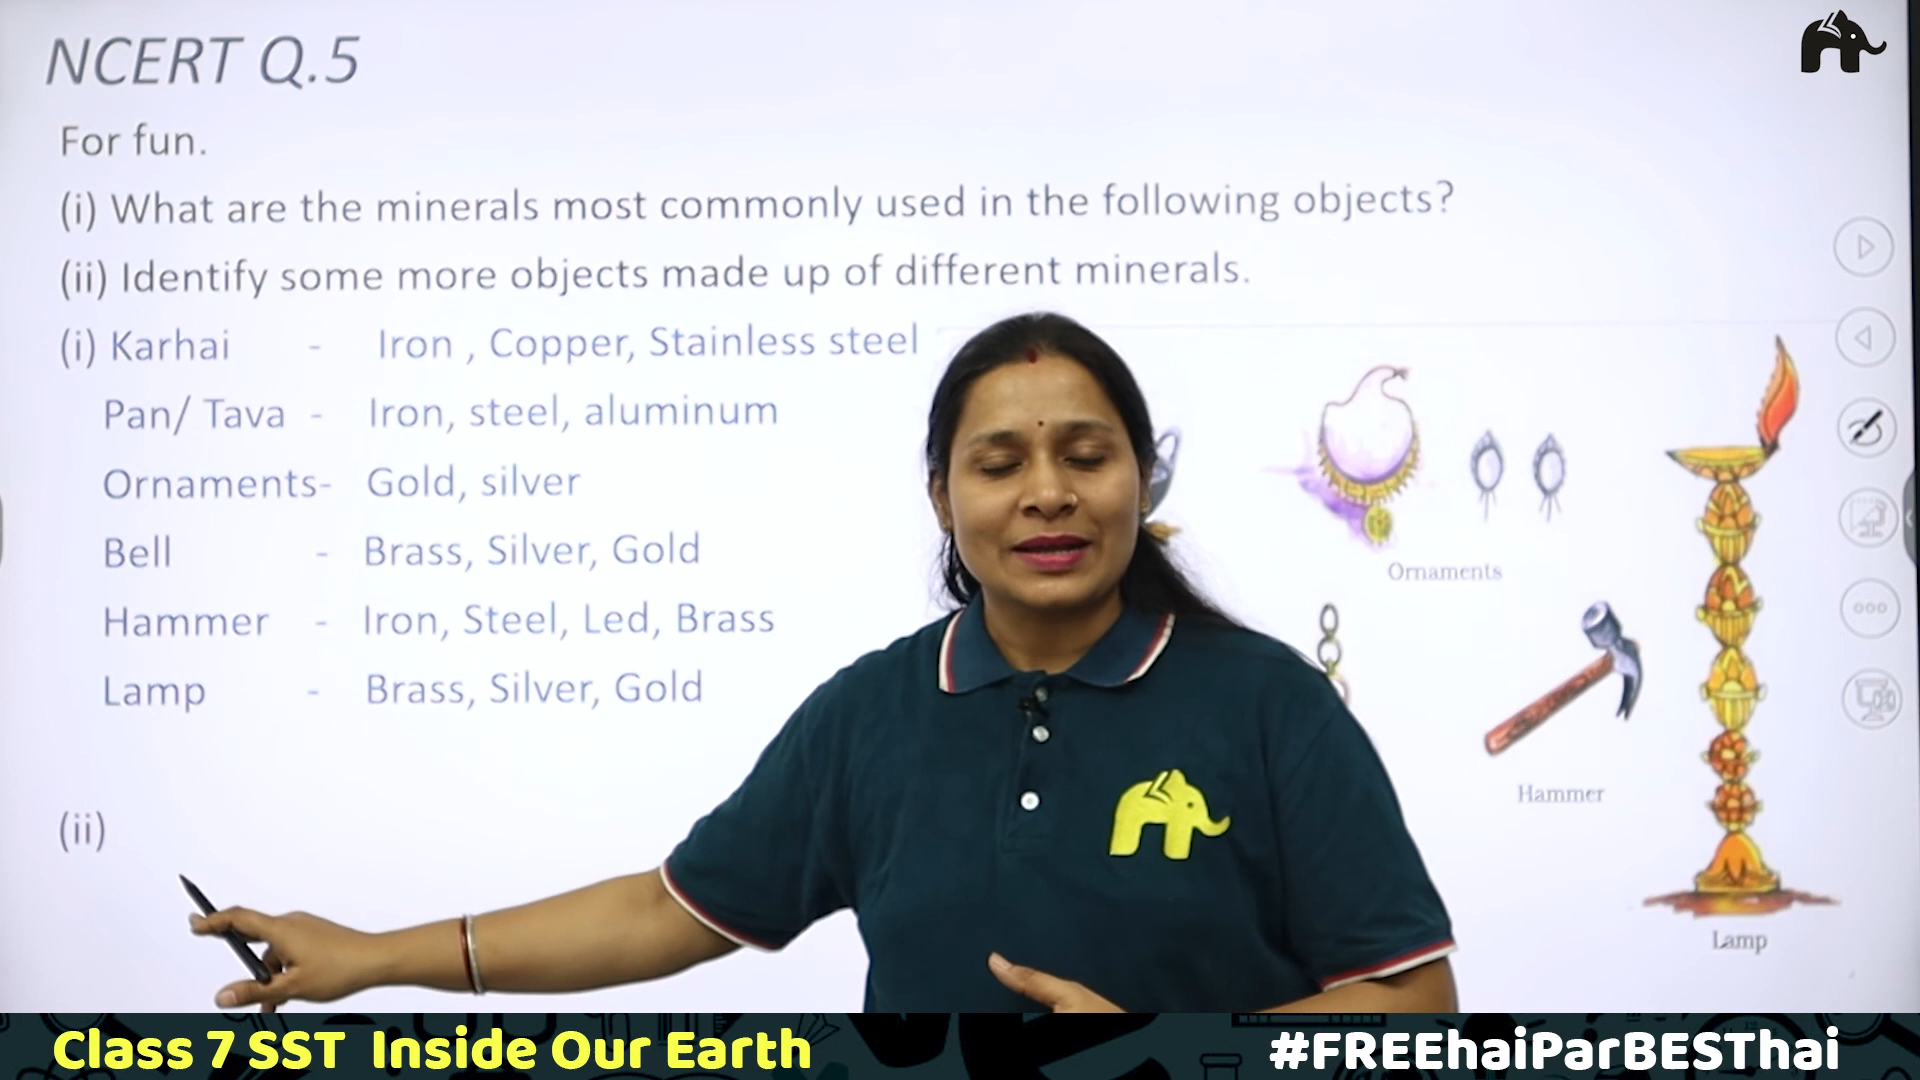 NCERT Q.5
For fun.
(i) What are the minerals most commonly used in the following objects?
(ii) Identify some more objects made up of different minerals.
(i) Karhai - Iron , Copper, Stainless steel
Pan/ Tava - Iron, steel, aluminum
Ornaments- Gold, silver
Bell - Brass, Silver, Gold
Hammer - Iron, Steel, Led, Brass
Lamp - Brass, Silver, Gold
(ii)
Ornaments
Hammer
Lamp
Class 7 SST Inside Our Earth
#FREEhaiParBESThai